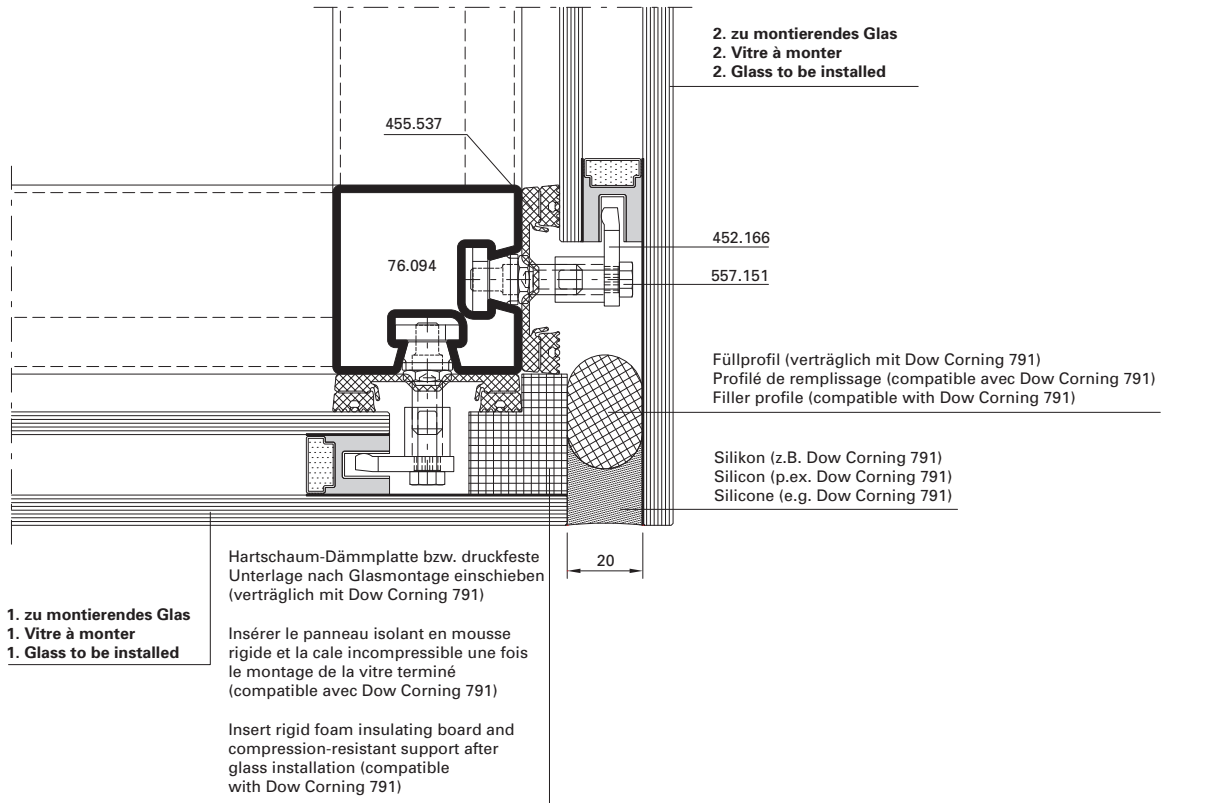 2. zu montierendes Glas
2. Vitre à monter
2. Glass to be installed
455.537
76.094
452.166
557.151
Füllprofil (verträglich mit Dow Corning 791)
Profilé de remplissage (compatible avec Dow Corning 791)
Filler profile (compatible with Dow Corning 791)
Silikon (z.B. Dow Corning 791)
Silicon (p.ex. Dow Corning 791)
Silicone (e.g. Dow Corning 791)
20
1. zu montierendes Glas
1. Vitre à monter
1. Glass to be installed
Hartschaum-Dämmplatte bzw. druckfeste
Unterlage nach Glasmontage einschieben
(verträglich mit Dow Corning 791)
Insérer le panneau isolant en mousse
rigide et la cale incompressible une fois
le montage de la vitre terminé
(compatible avec Dow Corning 791)
Insert rigid foam insulating board and
compression-resistant support after
glass installation (compatible
with Dow Corning 791)